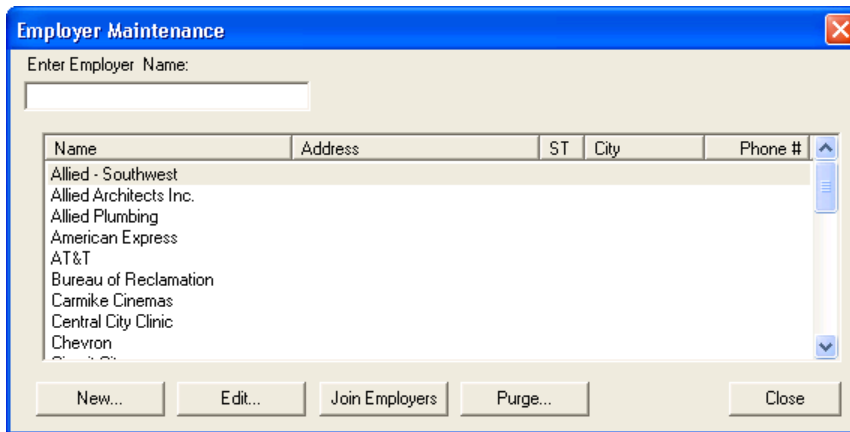 Employer Maintenance
Enter Employer Name:
Name Address ST City Phone #
Allied - Southwest
Allied Architects Inc.
Allied Plumbing
American Express
AT&T
Bureau of Reclamation
Carmike Cinemas
Central City Clinic
Chevron
New... Edit... Join Employers Purge... Close